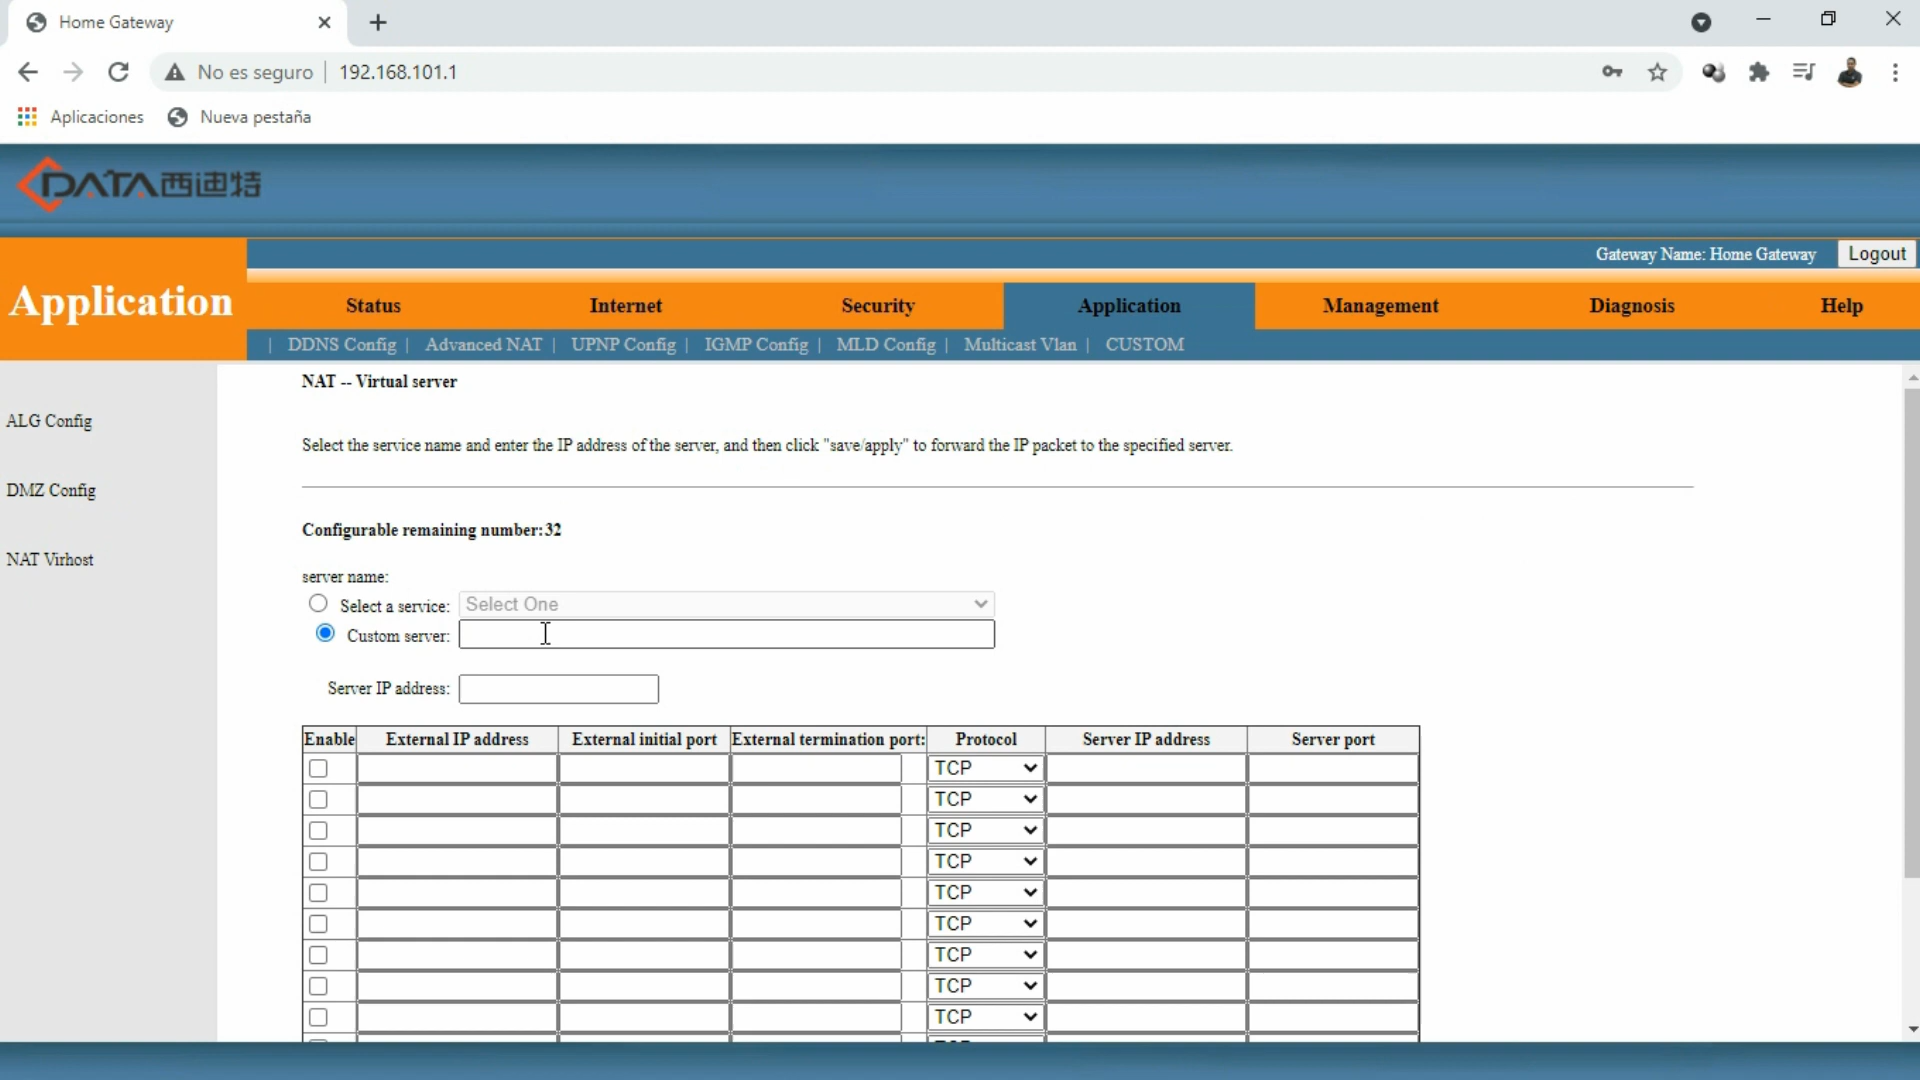 Home Gateway
No es seguro 192.168.101.1
Aplicaciones Nueva pestaña
DATA西迪特
Gateway Name: Home Gateway Logout
Application
Status Internet Security Application Management Diagnosis Help
| DDNS Config | Advanced NAT | UPNP Config | IGMP Config | MLD Config | Multicast Vlan | CUSTOM
ALG Config
DMZ Config
NAT Virhost
NAT -- Virtual server
Select the service name and enter the IP address of the server, and then click "save/apply" to forward the IP packet to the specified server.
Configurable remaining number:32
server name:
Select a service: Select One
Custom server:
Server IP address:
Enable External IP address External initial port External termination port: Protocol Server IP address Server port
TCP
TCP
TCP
TCP
TCP
TCP
TCP
TCP
TCP